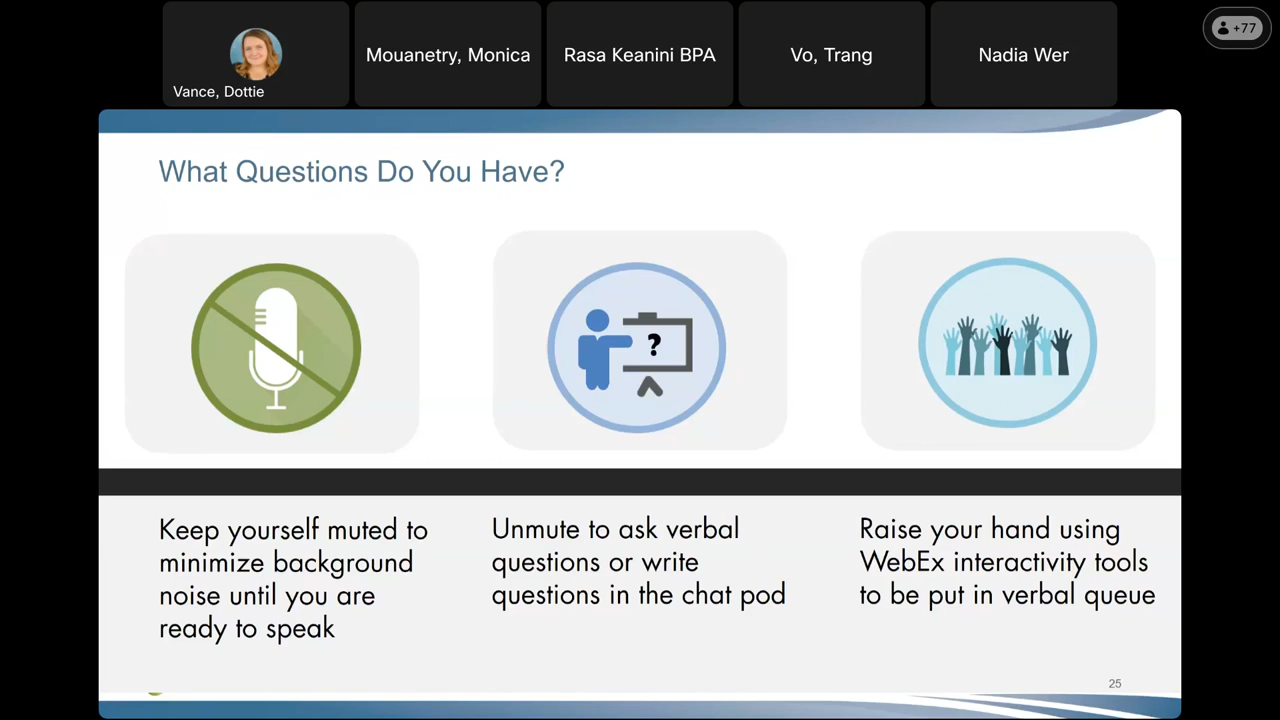 Vance, Dottie
Mouanetry, Monica
Rasa Keanini BPA
Vo, Trang
Nadia Wer
+77
What Questions Do You Have?
?
Keep yourself muted to
minimize background
noise until you are
ready to speak
Unmute to ask verbal
questions or write
questions in the chat pod
Raise your hand using
WebEx interactivity tools
to be put in verbal queue
25